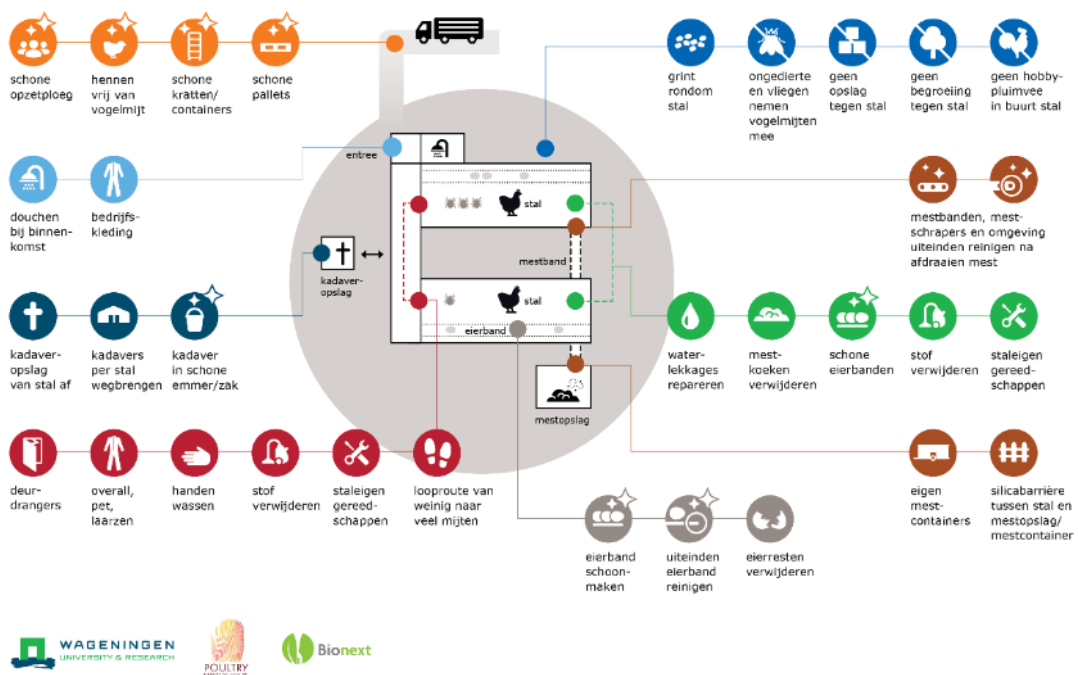 schone
opzetploeg
hennen
vrij van
vogelmijt
schone
kratten/
containers
schone
pallets
grint
rondom
stal
ongedierte
en vliegen
nemen
vogelmijten
mee
geen
opslag
tegen stal
geen
begroeiing
tegen stal
geen hobby-
pluimvee
in buurt stal
entree
douchen
bij binnen-
komst
bedrijfs-
kleding
stal
mestbanden, mest-
schrapers en omgeving
uiteinden reinigen na
afdraaien mest
mestband
kadaver-
opslag
stal
eierband
kadaver-
opslag
van stal af
kadavers
per stal
wegbrengen
kadaver
in schone
emmer/zak
water-
lekkages
repareren
mest-
koeken
verwijderen
schone
eierbanden
stof
verwijderen
staleigen
gereed-
schappen
mestopslag
deur-
drangers
overall,
pet,
laarzen
handen
wassen
stof
verwijderen
staleigen
gereed-
schappen
looproute van
weinig naar
veel mijten
eigen
mest-
containers
silicabarrière
tussen stal en
mestopslag/
mestcontainer
eierband
schoon-
maken
uiteinden
eierband
reinigen
eierresten
verwijderen
WAGENINGEN
UNIVERSITY & RESEARCH
POULTRY
Bionext